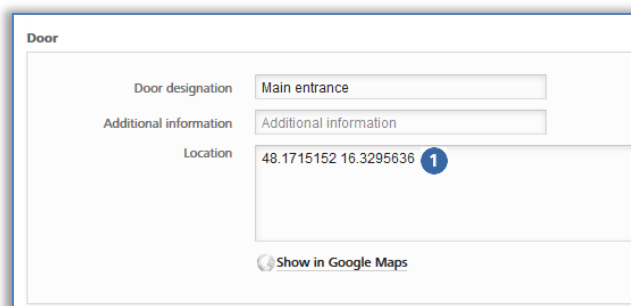 Door
Door designation Main entrance
Additional information Additional information
Location 48.1715152 16.3295636 1
Show in Google Maps